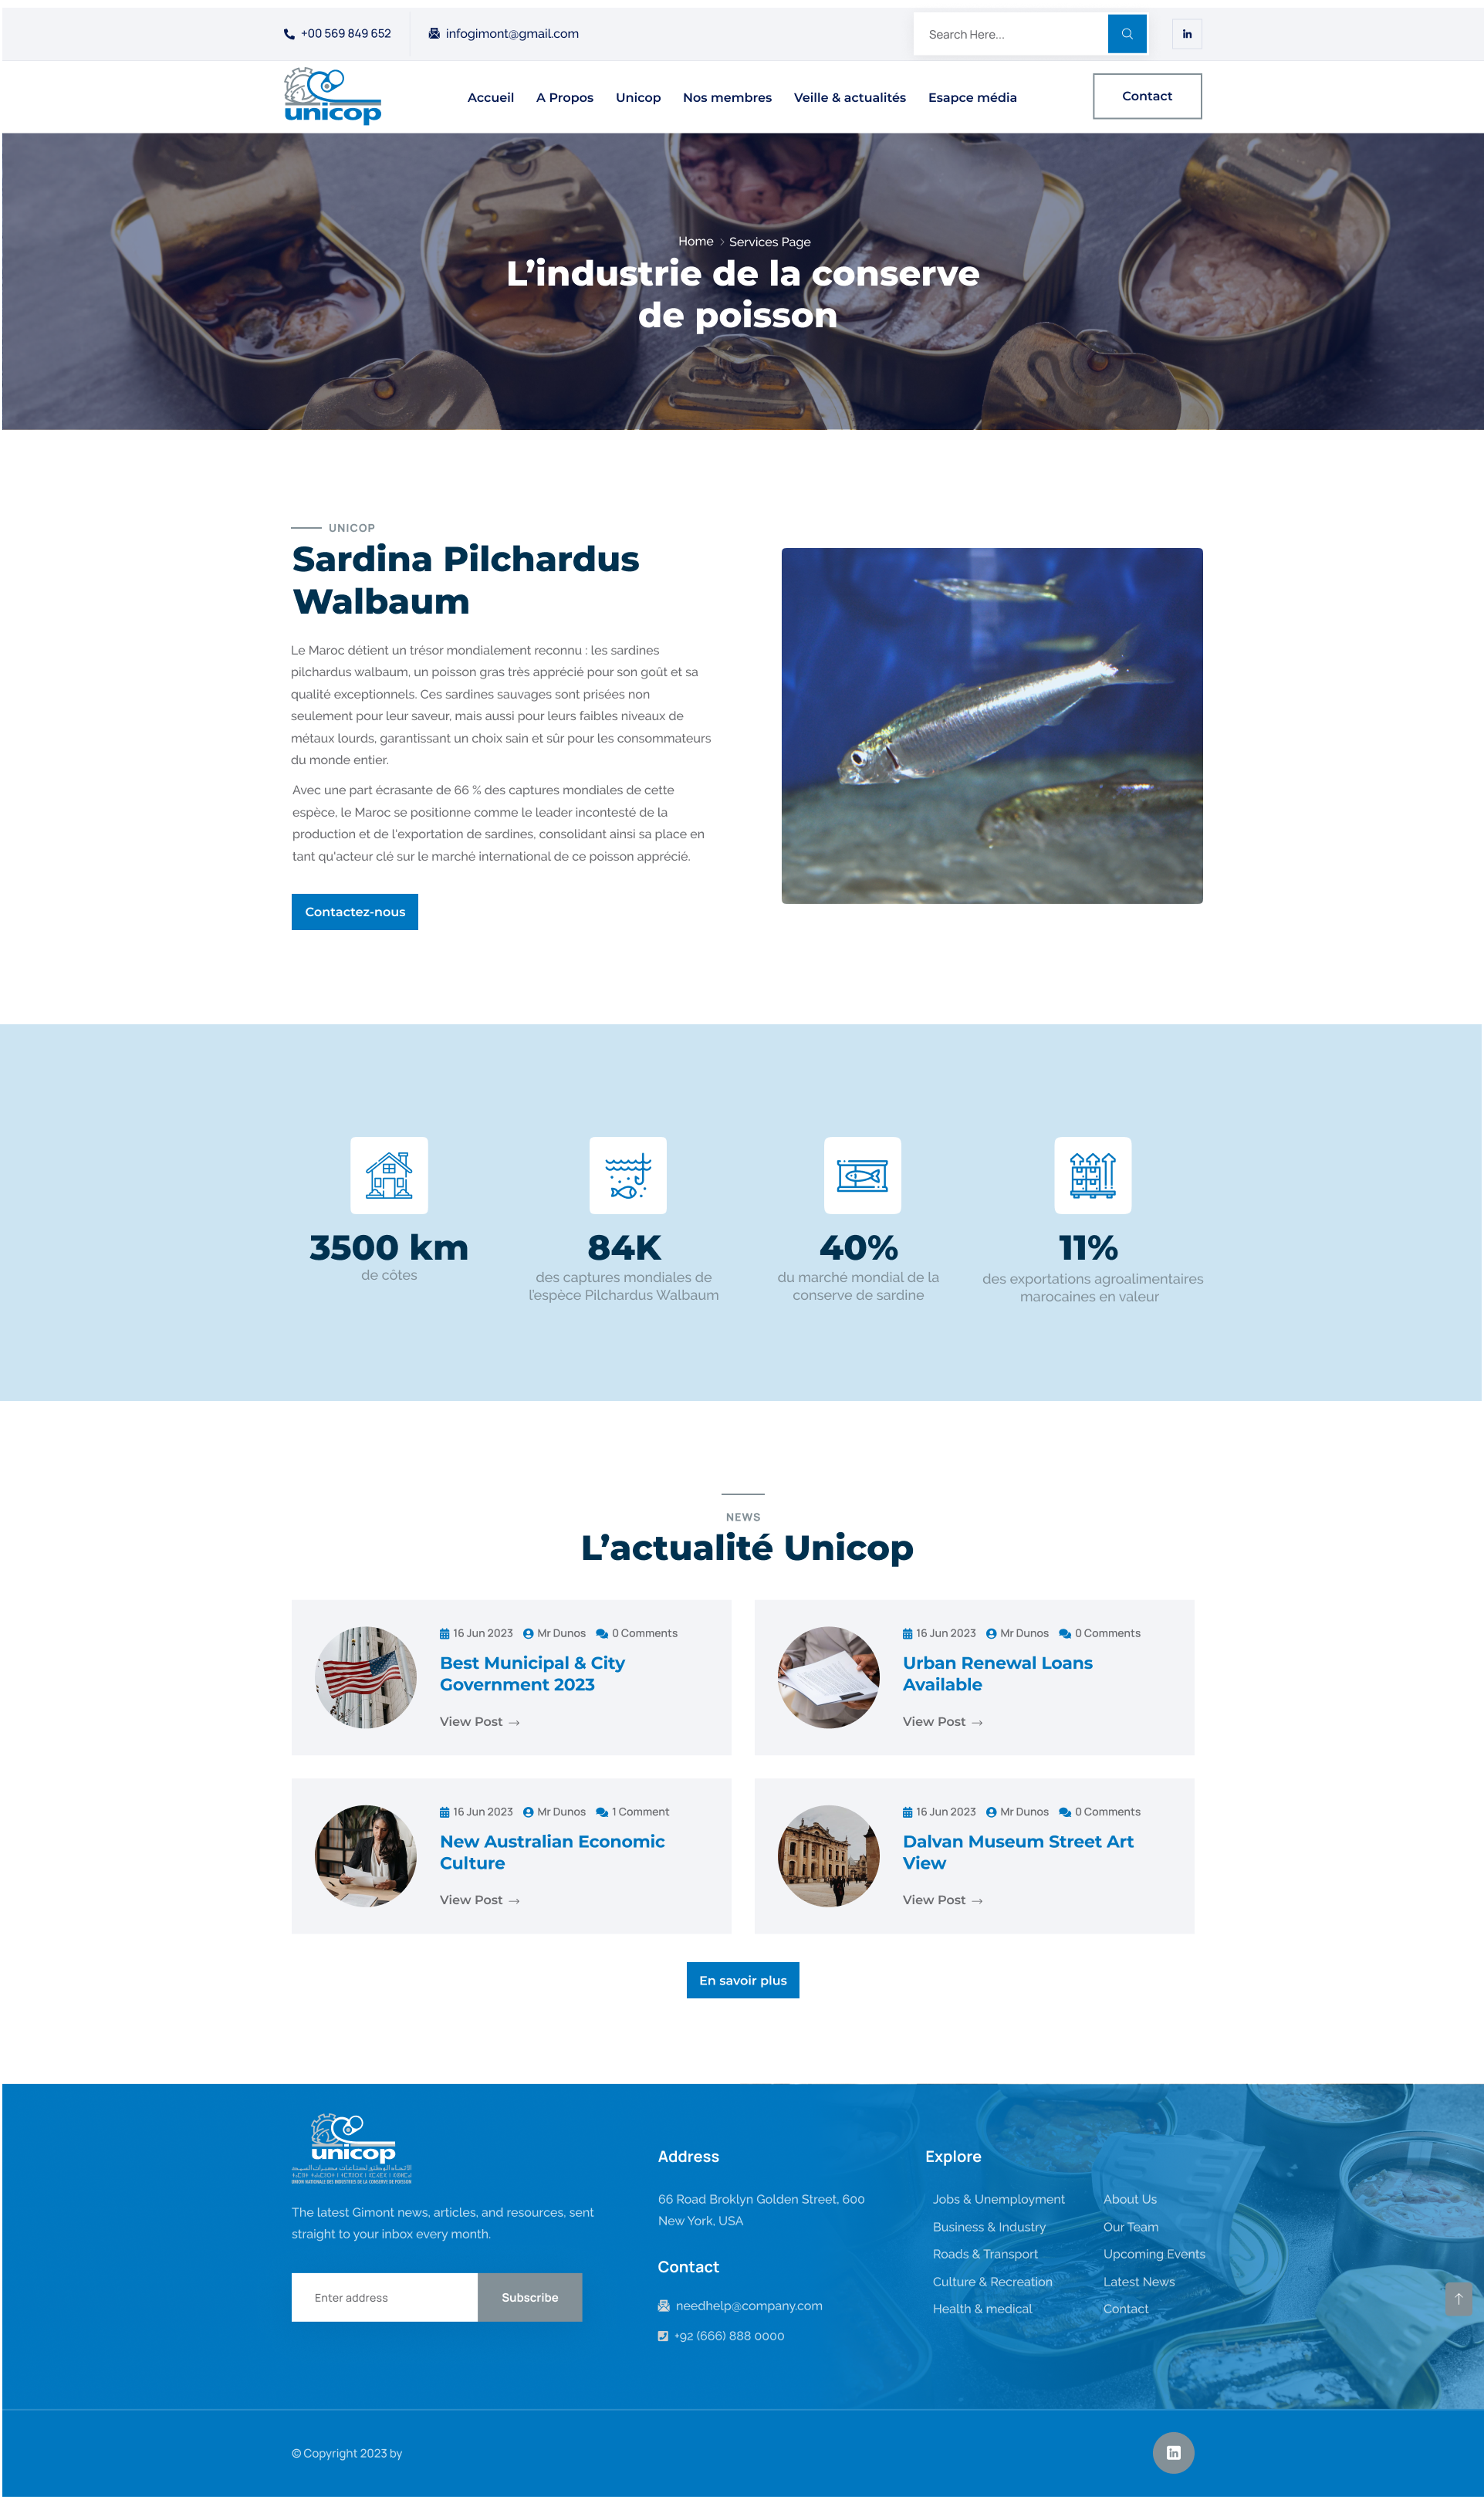 +00 569 849 652
infogimont@gmail.com
Search Here...
in
unicop
Accueil
A Propos
Unicop
Nos membres
Veille & actualités
Esapce média
Contact
Home
Services Page
L’industrie de la conserve
de poisson
UNICOP
Sardina Pilchardus
Walbaum
Le Maroc détient un trésor mondialement reconnu : les sardines
pilchardus walbaum, un poisson gras très apprécié pour son goût et sa
qualité exceptionnels. Ces sardines sauvages sont prisées non
seulement pour leur saveur, mais aussi pour leurs faibles niveaux de
métaux lourds, garantissant un choix sain et sûr pour les consommateurs
du monde entier.
Avec une part écrasante de 66 % des captures mondiales de cette
espèce, le Maroc se positionne comme le leader incontesté de la
production et de l'exportation de sardines, consolidant ainsi sa place en
tant qu'acteur clé sur le marché international de ce poisson apprécié.
Contactez-nous
3500 km
de côtes
84K
des captures mondiales de
l’espèce Pilchardus Walbaum
40%
du marché mondial de la
conserve de sardine
11%
des exportations agroalimentaires
marocaines en valeur
NEWS
L’actualité Unicop
16 Jun 2023 Mr Dunos 0 Comments
Best Municipal & City
Government 2023
View Post
16 Jun 2023 Mr Dunos 0 Comments
Urban Renewal Loans
Available
View Post
16 Jun 2023 Mr Dunos 1 Comment
New Australian Economic
Culture
View Post
16 Jun 2023 Mr Dunos 0 Comments
Dalvan Museum Street Art
View
View Post
En savoir plus
unicop
UNION NATIONALE DES INDUSTRIES DE LA CONSERVE DE POISSON
The latest Gimont news, articles, and resources, sent
straight to your inbox every month.
Enter address
Subscribe
Address
66 Road Broklyn Golden Street, 600
New York, USA
Contact
needhelp@company.com
+92 (666) 888 0000
Explore
Jobs & Unemployment
Business & Industry
Roads & Transport
Culture & Recreation
Health & medical
About Us
Our Team
Upcoming Events
Latest News
Contact
© Copyright 2023 by
in